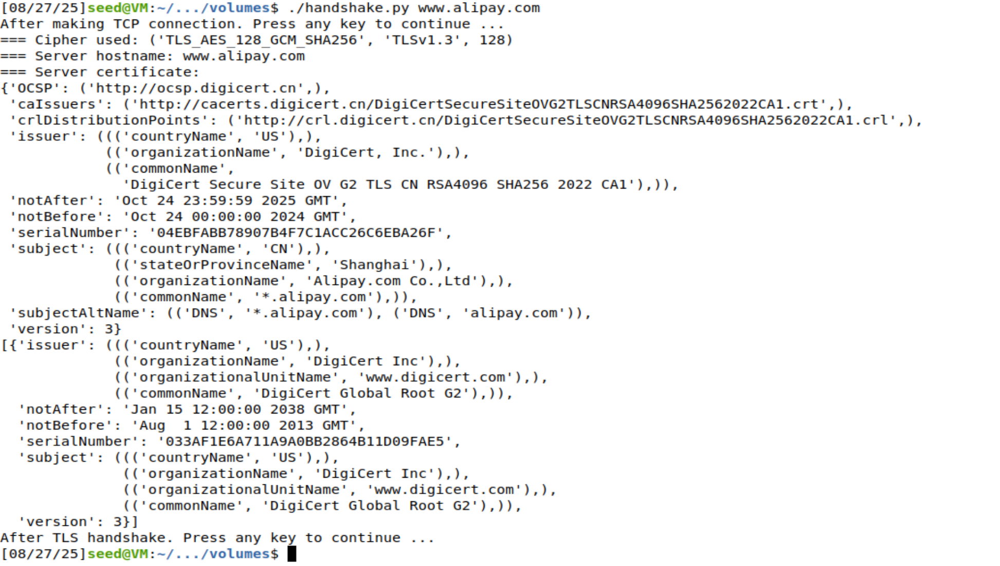 [08/27/25]seed@VM:~/.../volumes$ ./handshake.py www.alipay.com
After making TCP connection. Press any key to continue ...
=== Cipher used: ('TLS_AES_128_GCM_SHA256', 'TLSv1.3', 128)
=== Server hostname: www.alipay.com
=== Server certificate:
{'OCSP': ('http://ocsp.digicert.cn',),
 'caIssuers': ('http://cacerts.digicert.cn/DigiCertSecureSiteOVG2TLSCNRSA4096SHA2562022CA1.crt',),
 'crlDistributionPoints': ('http://crl.digicert.cn/DigiCertSecureSiteOVG2TLSCNRSA4096SHA2562022CA1.crl',),
 'issuer': ((('countryName', 'US'),),
            (('organizationName', 'DigiCert, Inc.'),),
            (('commonName',
              'DigiCert Secure Site OV G2 TLS CN RSA4096 SHA256 2022 CA1'),)),
 'notAfter': 'Oct 24 23:59:59 2025 GMT',
 'notBefore': 'Oct 24 00:00:00 2024 GMT',
 'serialNumber': '04EBFABB78907B4F7C1ACC26C6EBA26F',
 'subject': ((('countryName', 'CN'),),
             (('stateOrProvinceName', 'Shanghai'),),
             (('organizationName', 'Alipay.com Co.,Ltd'),),
             (('commonName', '*.alipay.com'),)),
 'subjectAltName': (('DNS', '*.alipay.com'), ('DNS', 'alipay.com')),
 'version': 3}
[{'issuer': ((('countryName', 'US'),),
             (('organizationName', 'DigiCert Inc'),),
             (('organizationalUnitName', 'www.digicert.com'),),
             (('commonName', 'DigiCert Global Root G2'),)),
  'notAfter': 'Jan 15 12:00:00 2038 GMT',
  'notBefore': 'Aug  1 12:00:00 2013 GMT',
  'serialNumber': '033AF1E6A711A9A0BB2864B11D09FAE5',
  'subject': ((('countryName', 'US'),),
              (('organizationName', 'DigiCert Inc'),),
              (('organizationalUnitName', 'www.digicert.com'),),
              (('commonName', 'DigiCert Global Root G2'),)),
  'version': 3}]
After TLS handshake. Press any key to continue ...
[08/27/25]seed@VM:~/.../volumes$